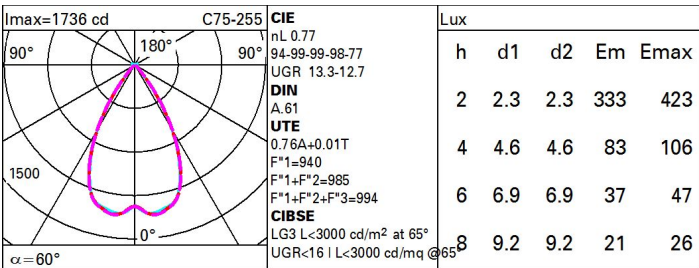 Imax=1736 cd C75-255
90° 180° 90°
1500
0°
α=60°
CIE
nL 0.77
94-99-99-98-77
UGR 13.3-12.7
DIN
A.61
UTE
0.76A+0.01T
F"1=940
F"1+F"2=985
F"1+F"2+F"3=994
CIBSE
LG3 L<3000 cd/m² at 65°
UGR<16 | L<3000 cd/mq @65°
Lux
h d1 d2 Em Emax
2 2.3 2.3 333 423
4 4.6 4.6 83 106
6 6.9 6.9 37 47
8 9.2 9.2 21 26